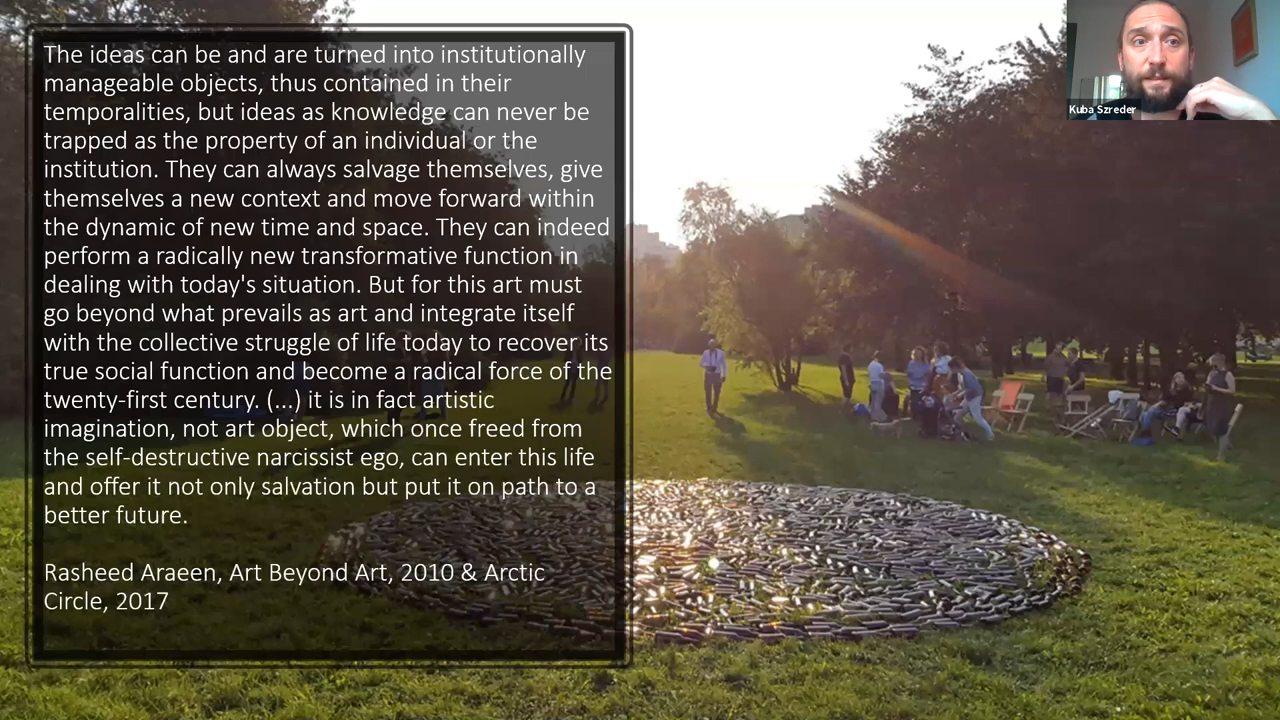 The ideas can be and are turned into institutionally
manageable objects, thus contained in their
temporalities, but ideas as knowledge can never be
trapped as the property of an individual or the
institution. They can always salvage themselves, give
themselves a new context and move forward within
the dynamic of new time and space. They can indeed
perform a radically new transformative function in
dealing with today's situation. But for this art must
go beyond what prevails as art and integrate itself
with the collective struggle of life today to recover its
true social function and become a radical force of the
twenty-first century. (...) it is in fact artistic
imagination, not art object, which once freed from
the self-destructive narcissist ego, can enter this life
and offer it not only salvation but put it on path to a
better future.
Rasheed Araeen, Art Beyond Art, 2010 & Arctic
Circle, 2017
Kuba Szreder